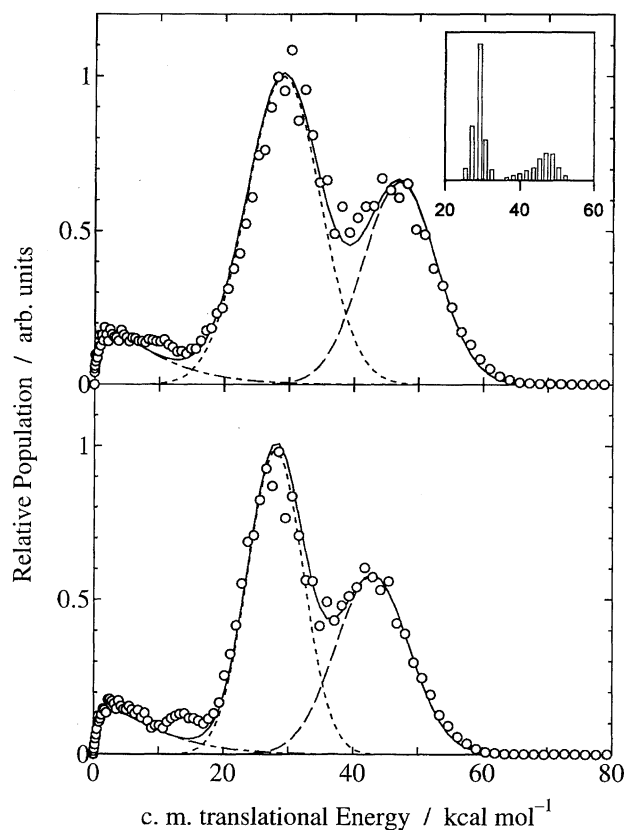 1
0.5
0
20 40 60
1
0.5
0
0 20 40 60 80
Relative Population / arb. units
c. m. translational Energy / kcal mol⁻¹